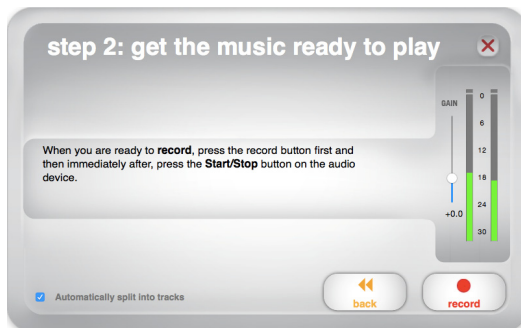 step 2: get the music ready to play
GAIN
0
6
12
18
24
30
+0.0
When you are ready to record, press the record button first and
then immediately after, press the Start/Stop button on the audio
device.
Automatically split into tracks
back
record